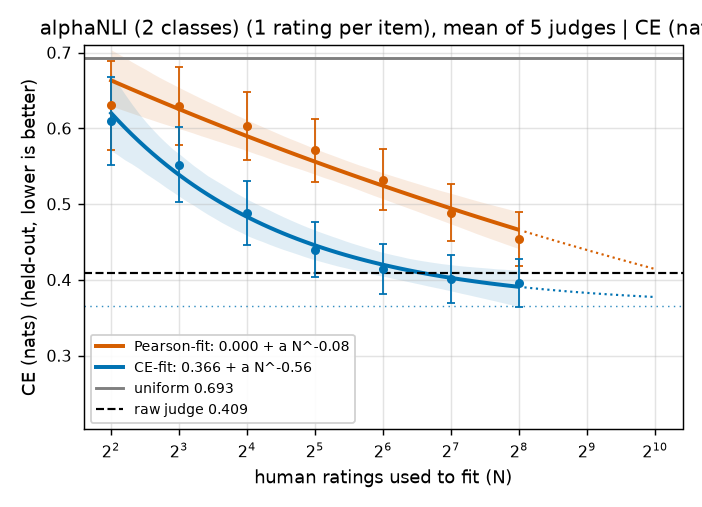 alphaNLI (2 classes) (1 rating per item), mean of 5 judges | CE (nat
CE (nats) (held-out, lower is better)
0.7
0.6
0.5
0.4
0.3
Pearson-fit: 0.000 + a N^-0.08
CE-fit: 0.366 + a N^-0.56
uniform 0.693
raw judge 0.409
2^2 2^3 2^4 2^5 2^6 2^7 2^8 2^9 2^10
human ratings used to fit (N)